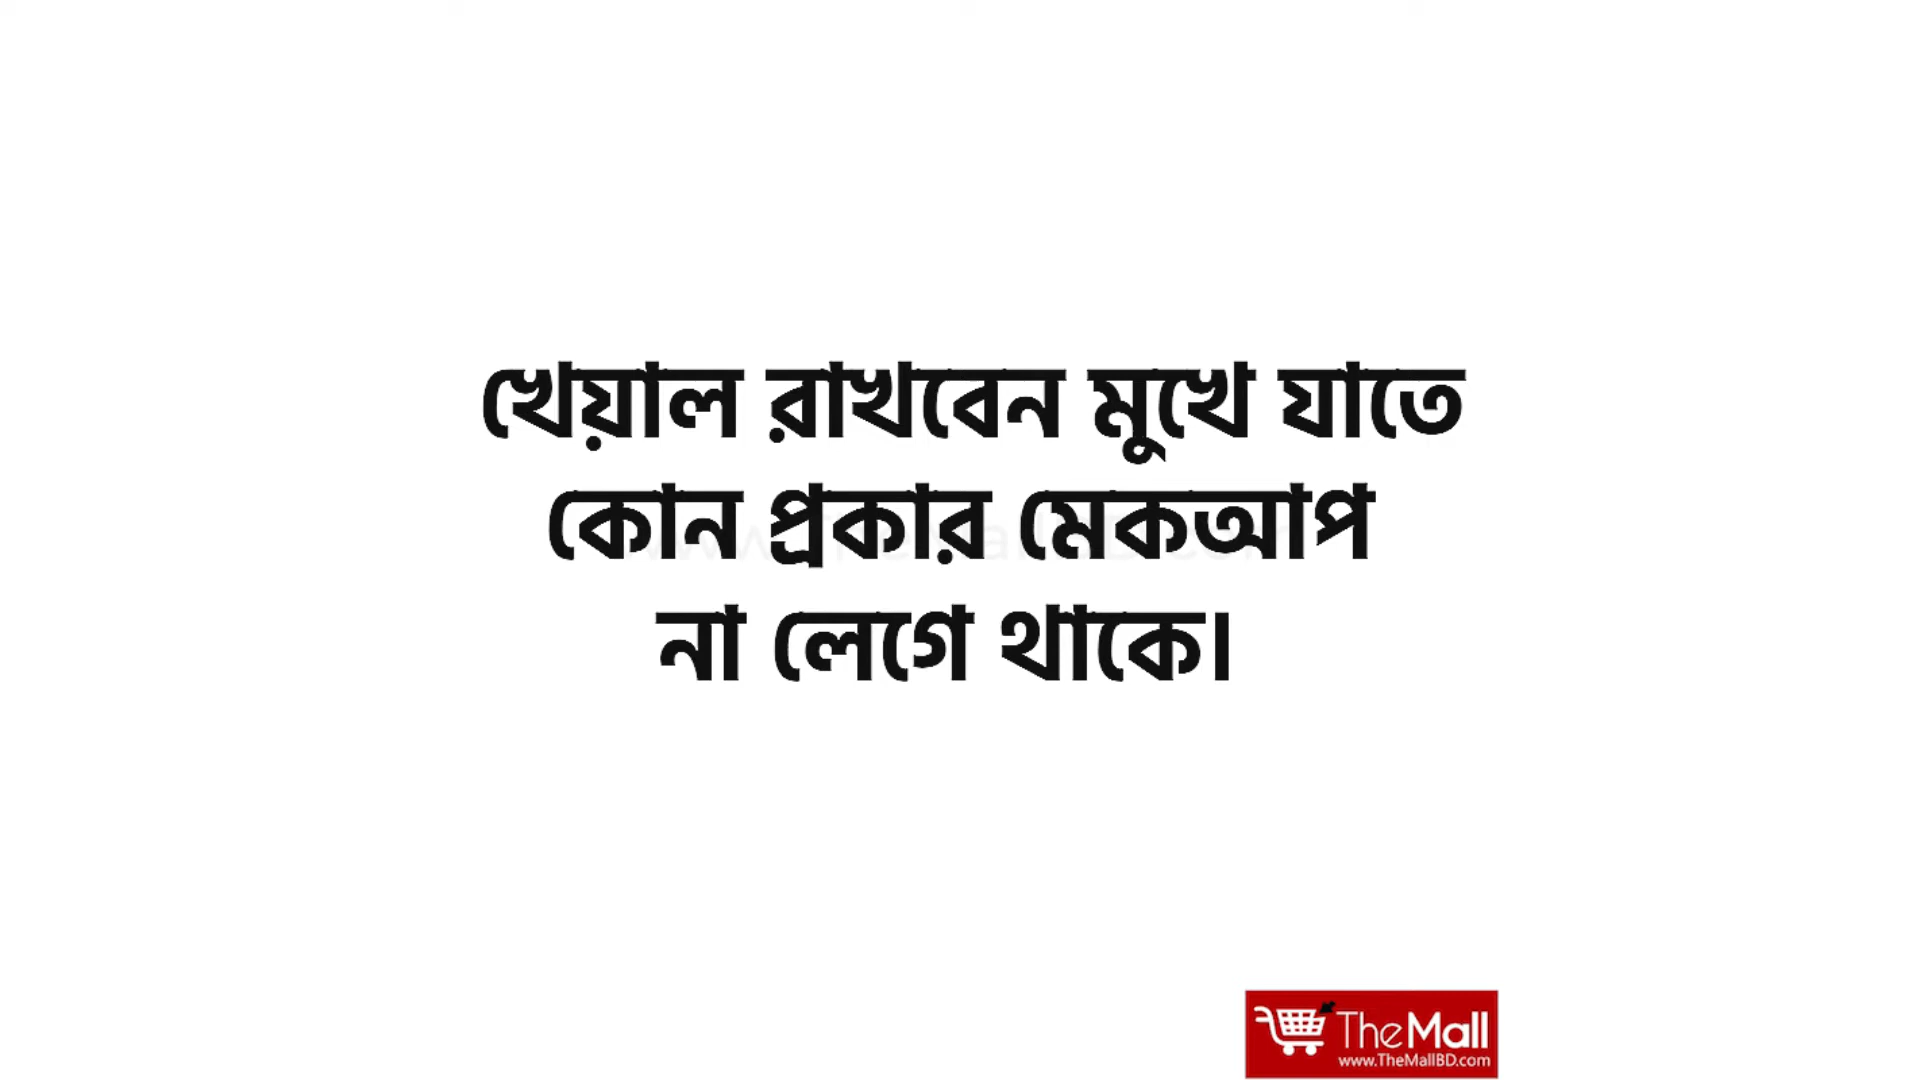 খেয়াল রাখবেন মুখে যাতে
কোন প্রকার মেকআপ
না লেগে থাকে।
TheMall
www.TheMallBD.com